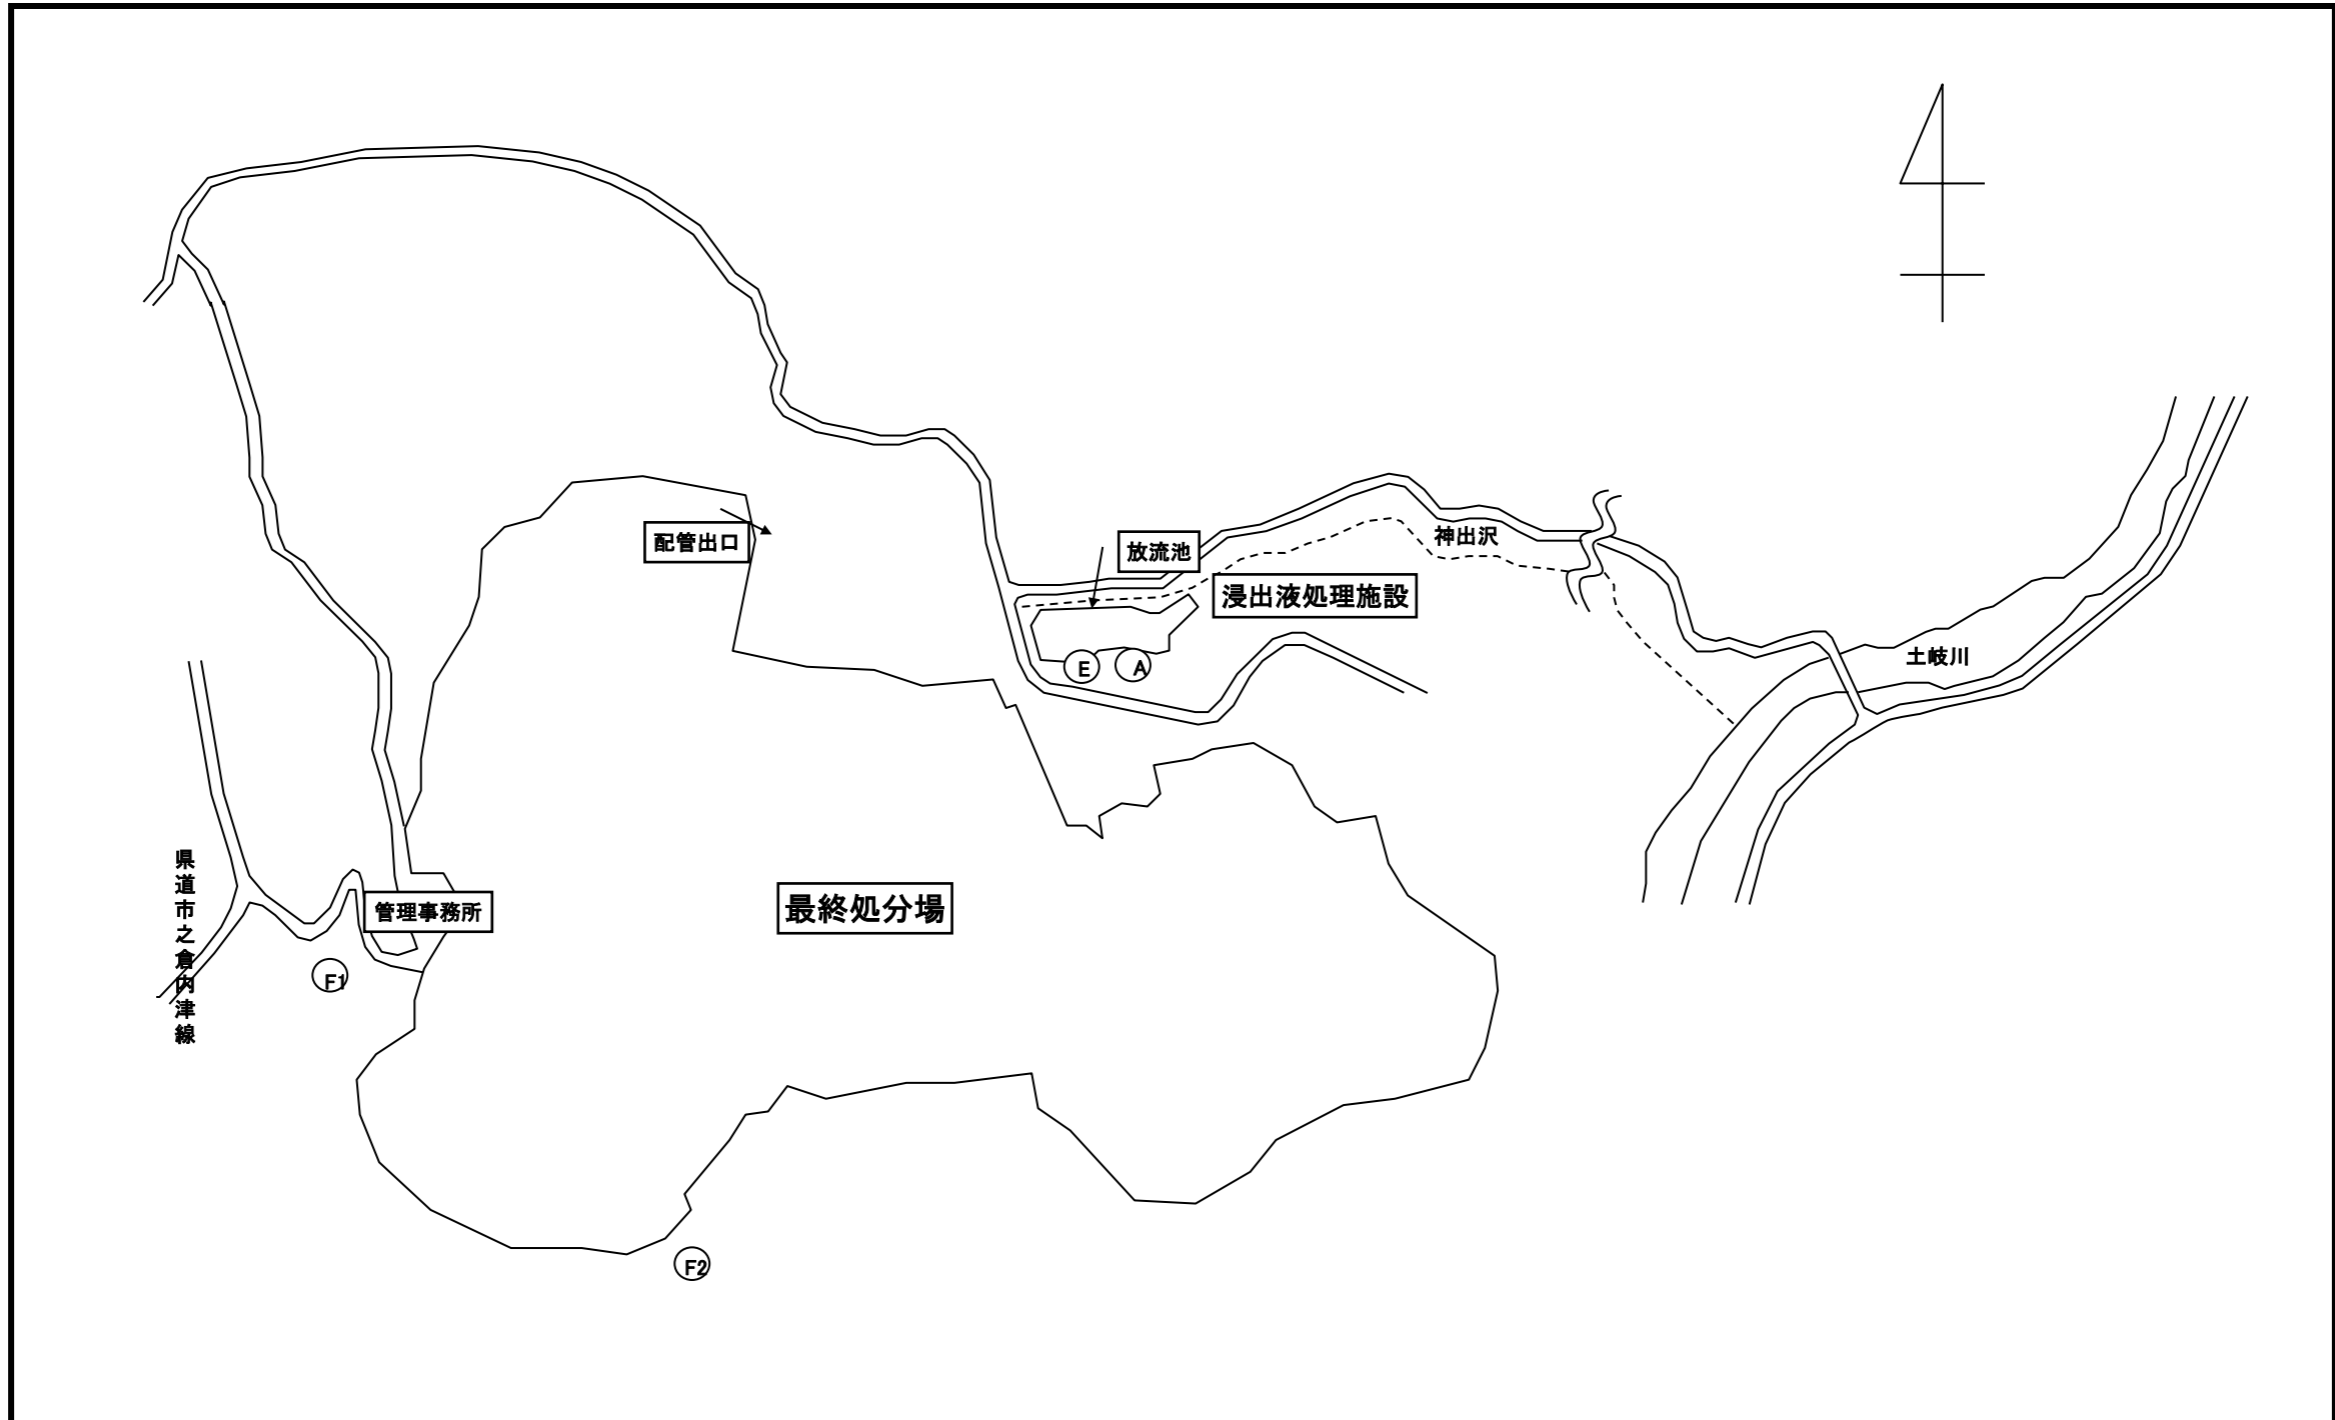 配管出口
神出沢
放流池
浸出液処理施設
土岐川
E
A
県道市之倉内津線
管理事務所
最終処分場
F1
F2